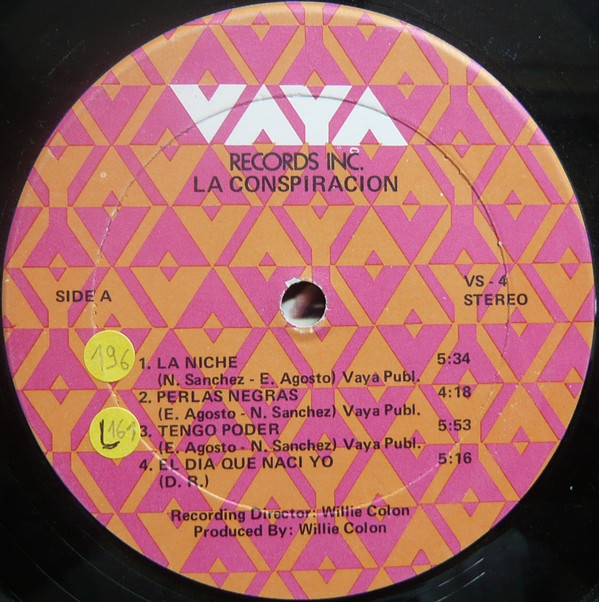 VAYA
RECORDS INC.
LA CONSPIRACION
SIDE A
VS - 4
STEREO
196
1. LA NICHE 5:34
(N. Sanchez - E. Agosto) Vaya Publ.
2. PERLAS NEGRAS 4:18
(E. Agosto - N. Sanchez) Vaya Publ.
L161
3. TENGO PODER 5:53
(E. Agosto - N. Sanchez) Vaya Publ.
4. EL DIA QUE NACI YO 5:16
(D. R.)
Recording Director: Willie Colon
Produced By: Willie Colon